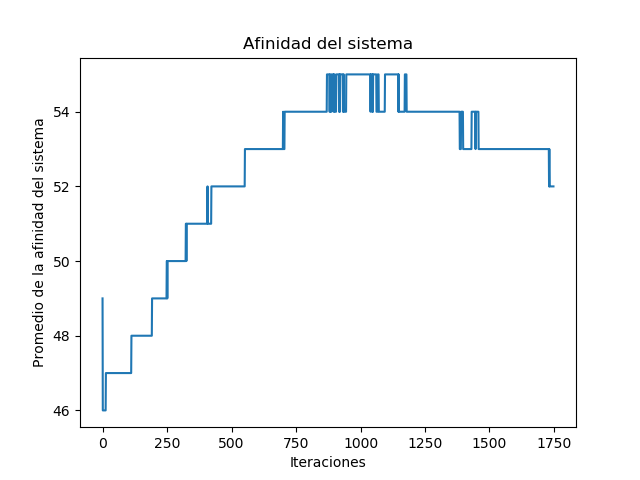 Afinidad del sistema
Promedio de la afinidad del sistema
54
52
50
48
46
0 250 500 750 1000 1250 1500 1750
Iteraciones